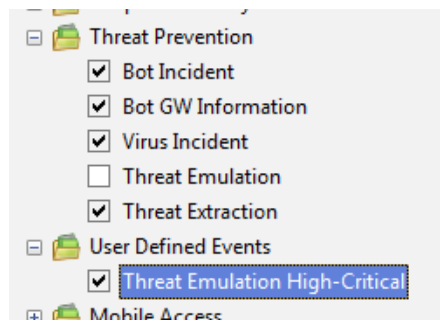 Threat Prevention
Bot Incident
Bot GW Information
Virus Incident
Threat Emulation
Threat Extraction
User Defined Events
Threat Emulation High-Critical
Mobile Access